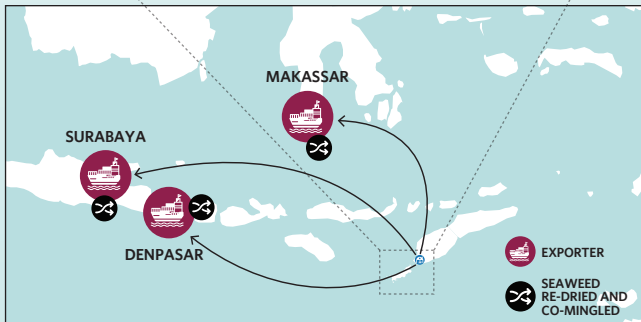 MAKASSAR
SURABAYA
DENPASAR
EXPORTER
SEAWEED
RE-DRIED AND
CO-MINGLED